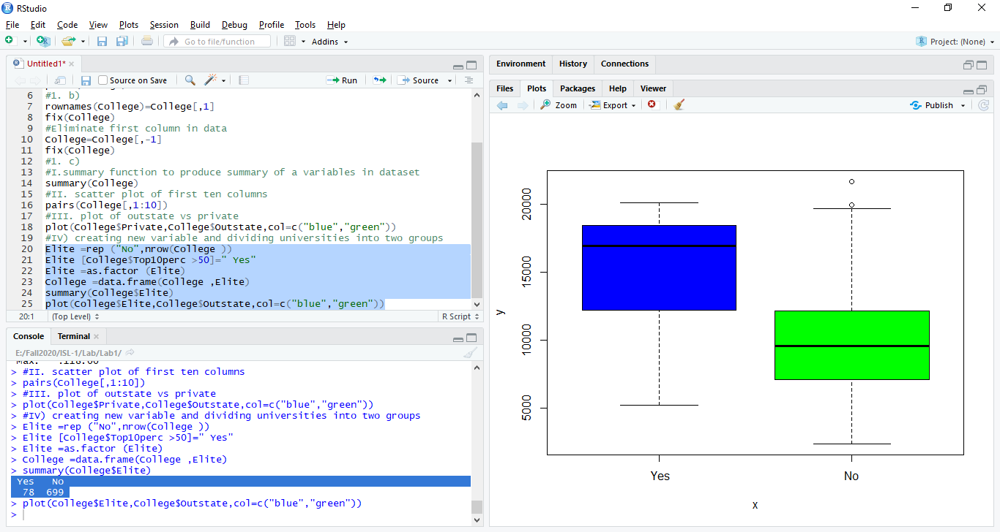 RStudio
File Edit Code View Plots Session Build Debug Profile Tools Help
Go to file/function Addins Project: (None)
Untitled1*
Source on Save Run Source
6 #1. b)
7 rownames(College)=College[,1]
8 fix(College)
9 #Eliminate first column in data
10 College=College[,-1]
11 fix(College)
12 #1. c)
13 #I.summary function to produce summary of a variables in dataset
14 summary(College)
15 #II. scatter plot of first ten columns
16 pairs(College[,1:10])
17 #III. plot of outstate vs private
18 plot(College$Private,College$Outstate,col=c("blue","green"))
19 #IV) creating new variable and dividing universities into two groups
20 Elite =rep ("No",nrow(College ))
21 Elite [College$Top10perc >50]=" Yes"
22 Elite =as.factor (Elite)
23 College =data.frame(College ,Elite)
24 summary(College$Elite)
25 plot(College$Elite,College$Outstate,col=c("blue","green"))
20:1 (Top Level) R Script
Console Terminal
E:/Fall2020/ISL-1/Lab/Lab1/
Max. :118.00
> #II. scatter plot of first ten columns
> pairs(College[,1:10])
> #III. plot of outstate vs private
> plot(College$Private,College$Outstate,col=c("blue","green"))
> #IV) creating new variable and dividing universities into two groups
> Elite =rep ("No",nrow(College ))
> Elite [College$Top10perc >50]=" Yes"
> Elite =as.factor (Elite)
> College =data.frame(College ,Elite)
> summary(College$Elite)
Yes No
78 699
> plot(College$Elite,College$Outstate,col=c("blue","green"))
>
Environment History Connections
Files Plots Packages Help Viewer
Zoom Export Publish
20000
15000
10000
5000
y
Yes No
x